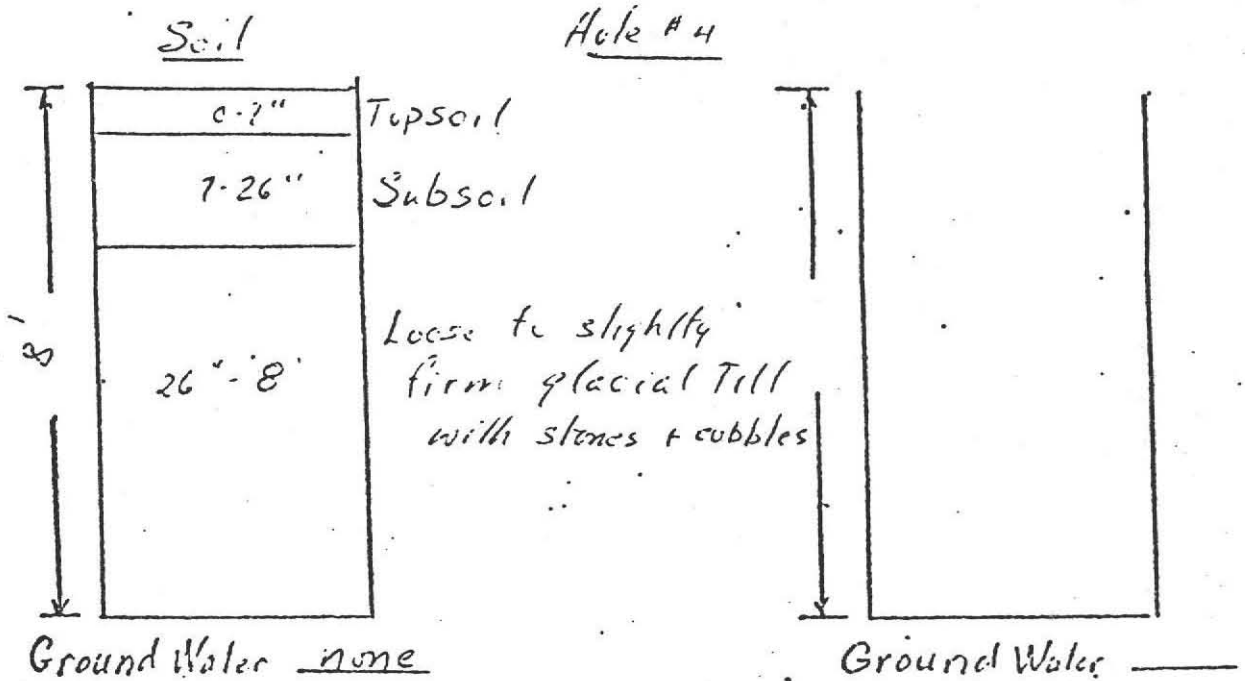 Soil
Hole # 4
0-7" Topsoil
7-26" Subsoil
8'
26" - 8' Loose to slightly
firm glacial Till
with stones + cobbles
Ground Water none
Ground Water